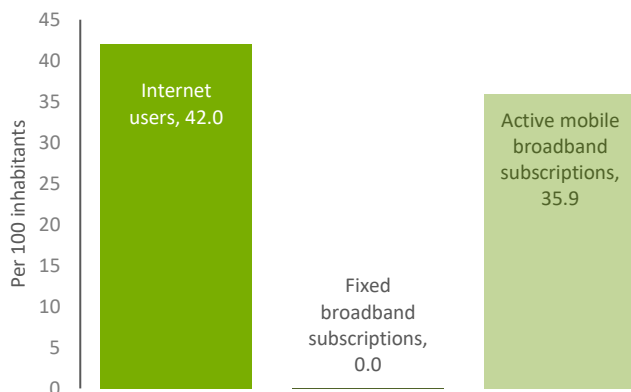 45
40
35
30
25
20
15
10
5
0
Per 100 inhabitants
Internet
users, 42.0
Fixed
broadband
subscriptions,
0.0
Active mobile
broadband
subscriptions,
35.9